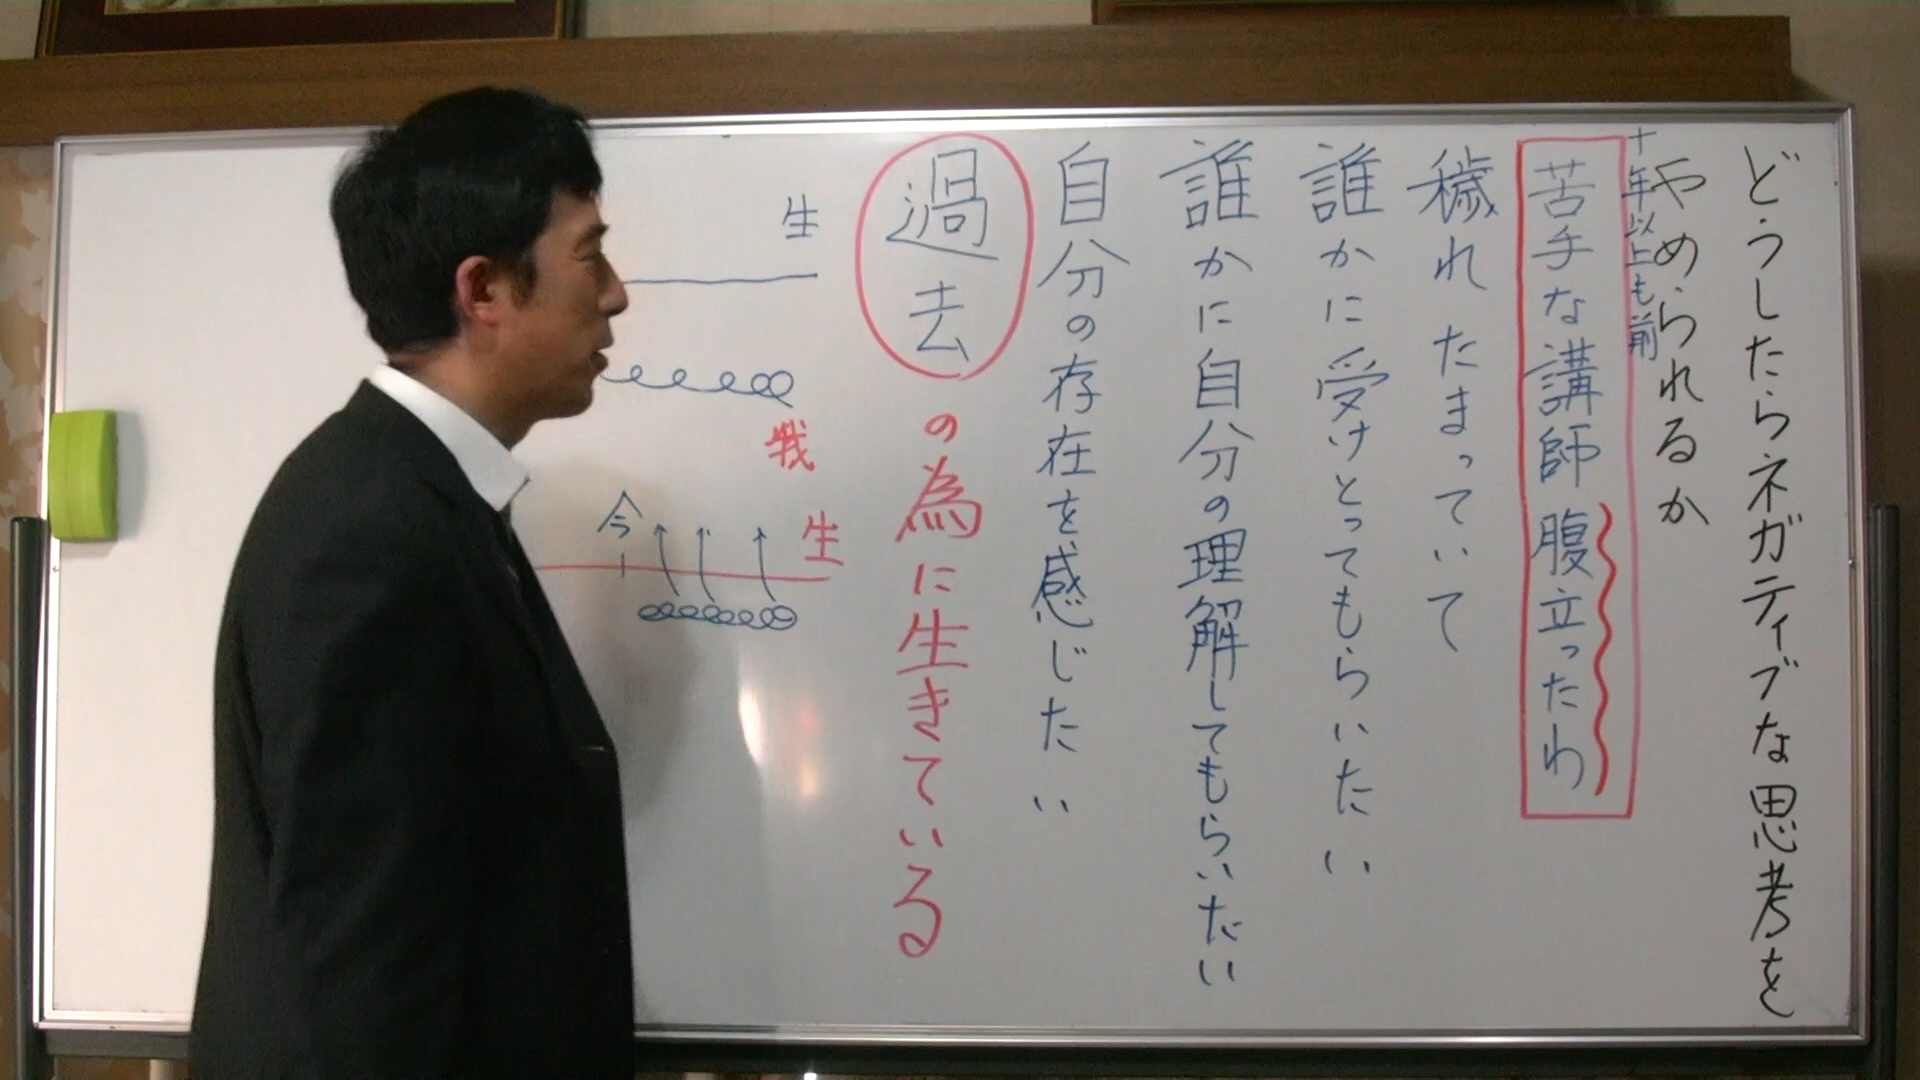 どうしたらネガティブな思考を
やめられるか
十年以上も前
苦手な講師 腹立ったわ
穢れ たまっていて
誰かに受けとってもらいたい
誰かに自分の理解してもらいたい
自分の存在を感じたい
過去の為に生きている
生
我
生
今